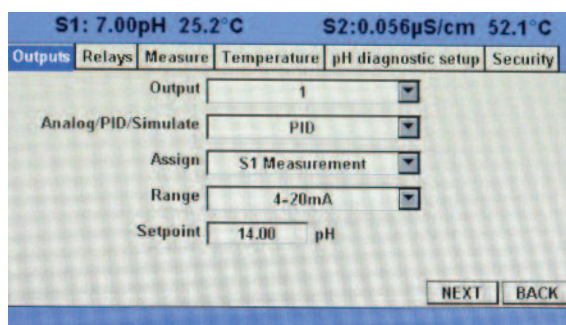 S1: 7.00pH 25.2°C S2:0.056µS/cm 52.1°C
Outputs Relays Measure Temperature pH diagnostic setup Security
Output 1
Analog/PID/Simulate PID
Assign S1 Measurement
Range 4-20mA
Setpoint 14.00 pH
NEXT BACK